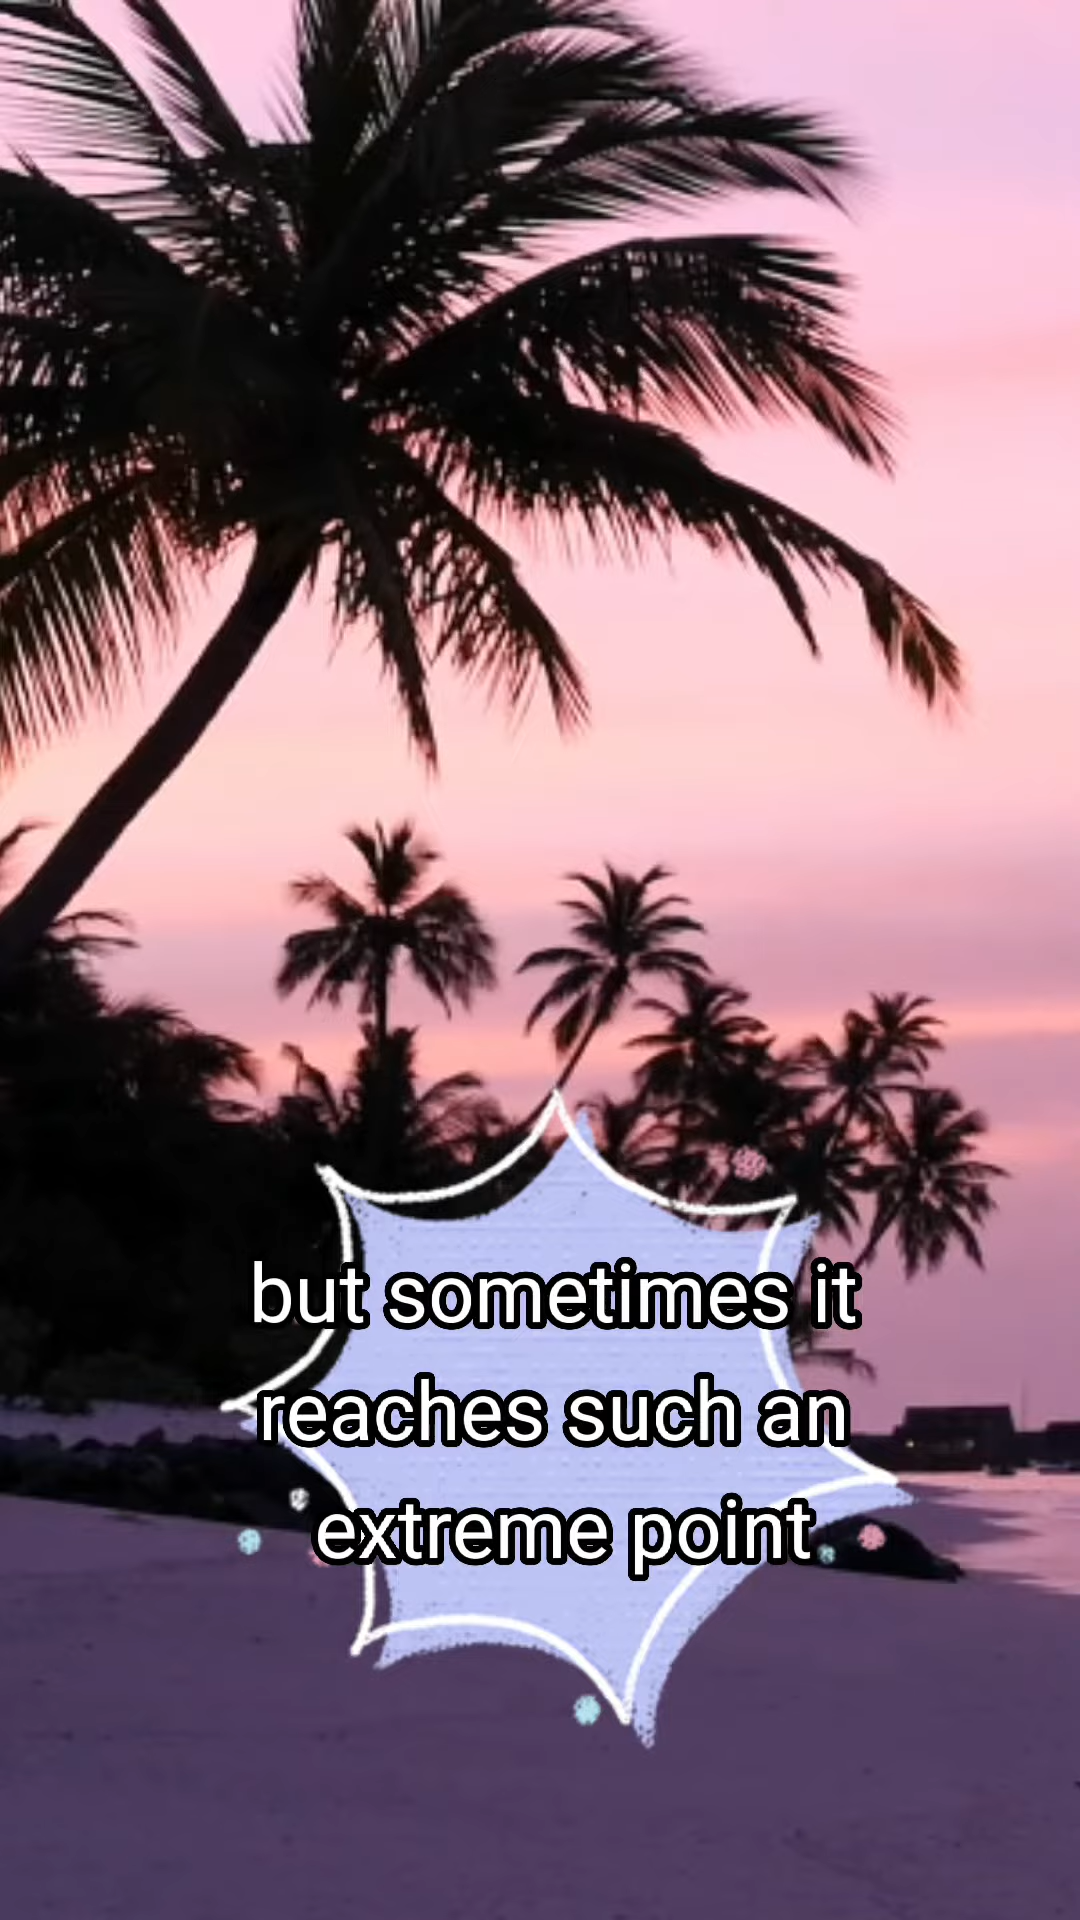 but sometimes it
reaches such an
extreme point